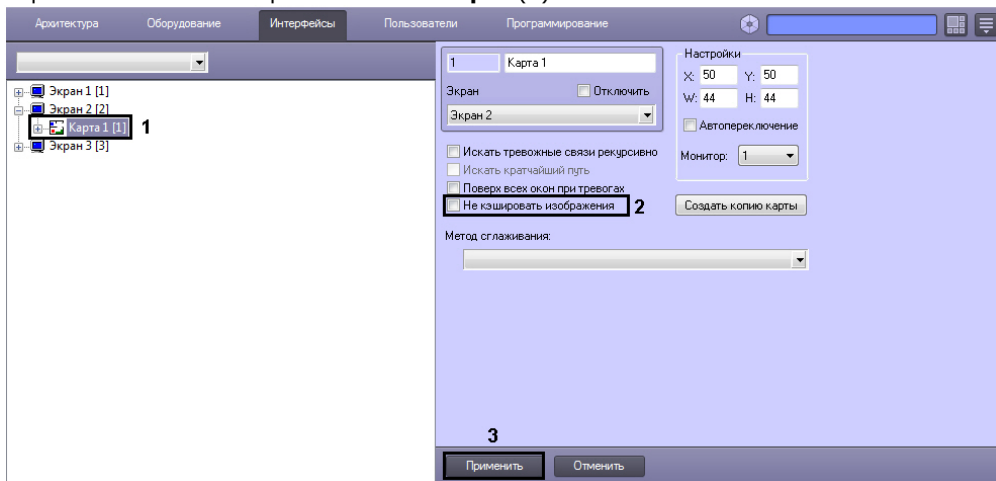 Архитектура Оборудование Интерфейсы Пользователи Программирование
Экран 1 [1]
Экран 2 [2]
Карта 1 [1] 1
Экран 3 [3]
1 Карта 1
Экран Отключить
Экран 2
Искать тревожные связи рекурсивно
Искать кратчайший путь
Поверх всех окон при тревогах
Не кэшировать изображения 2
Метод сглаживания:
Настройки
X: 50 Y: 50
W: 44 H: 44
Автопереключение
Монитор: 1
Создать копию карты
3
Применить Отменить